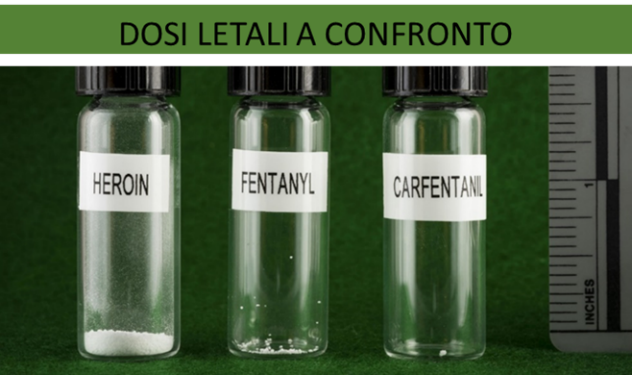 DOSI LETALI A CONFRONTO
HEROIN
FENTANYL
CARFENTANIL
1
INCHES